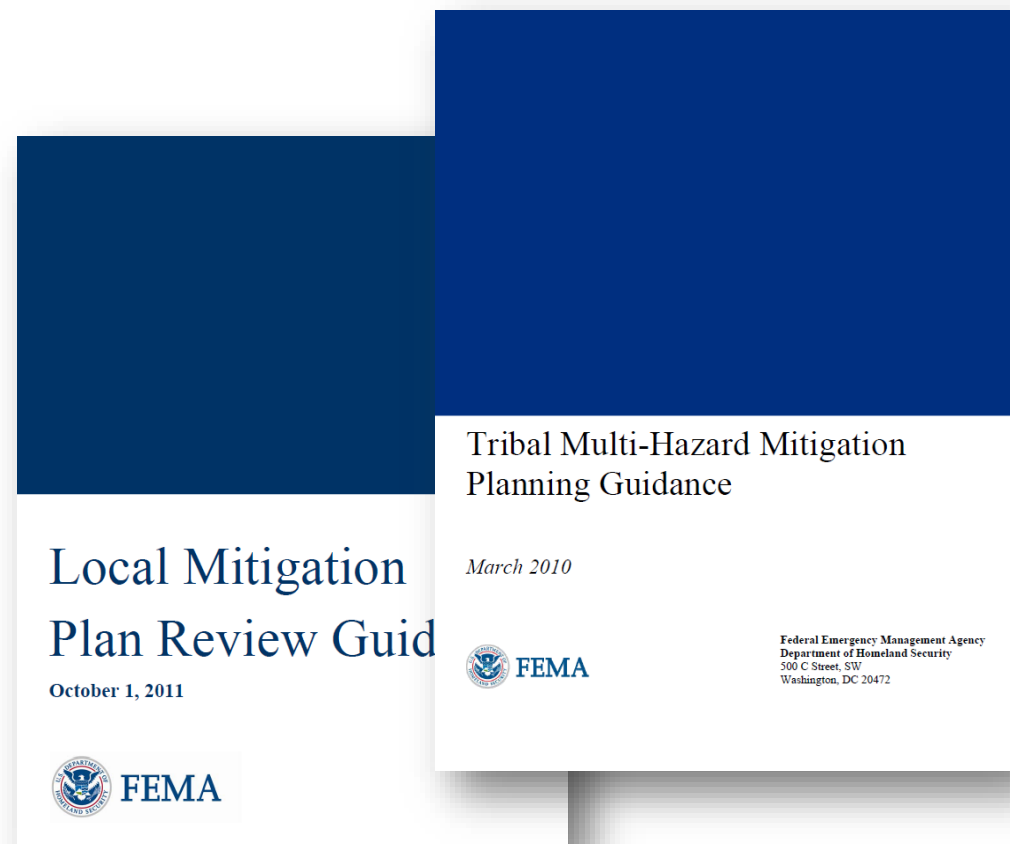 Local Mitigation
Plan Review Guid
October 1, 2011
FEMA
Tribal Multi-Hazard Mitigation
Planning Guidance
March 2010
FEMA
Federal Emergency Management Agency
Department of Homeland Security
500 C Street, SW
Washington, DC 20472